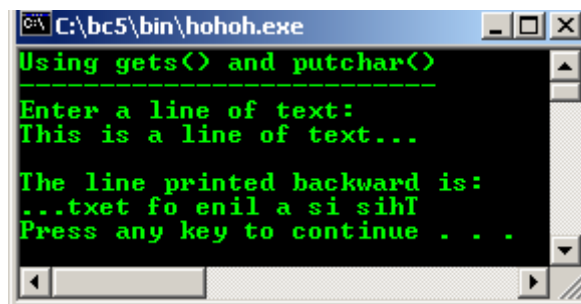 C:\bc5\bin\hohoh.exe
Using gets() and putchar()
--------------------------
Enter a line of text:
This is a line of text...
The line printed backward is:
...txet fo enil a si sihT
Press any key to continue . . .